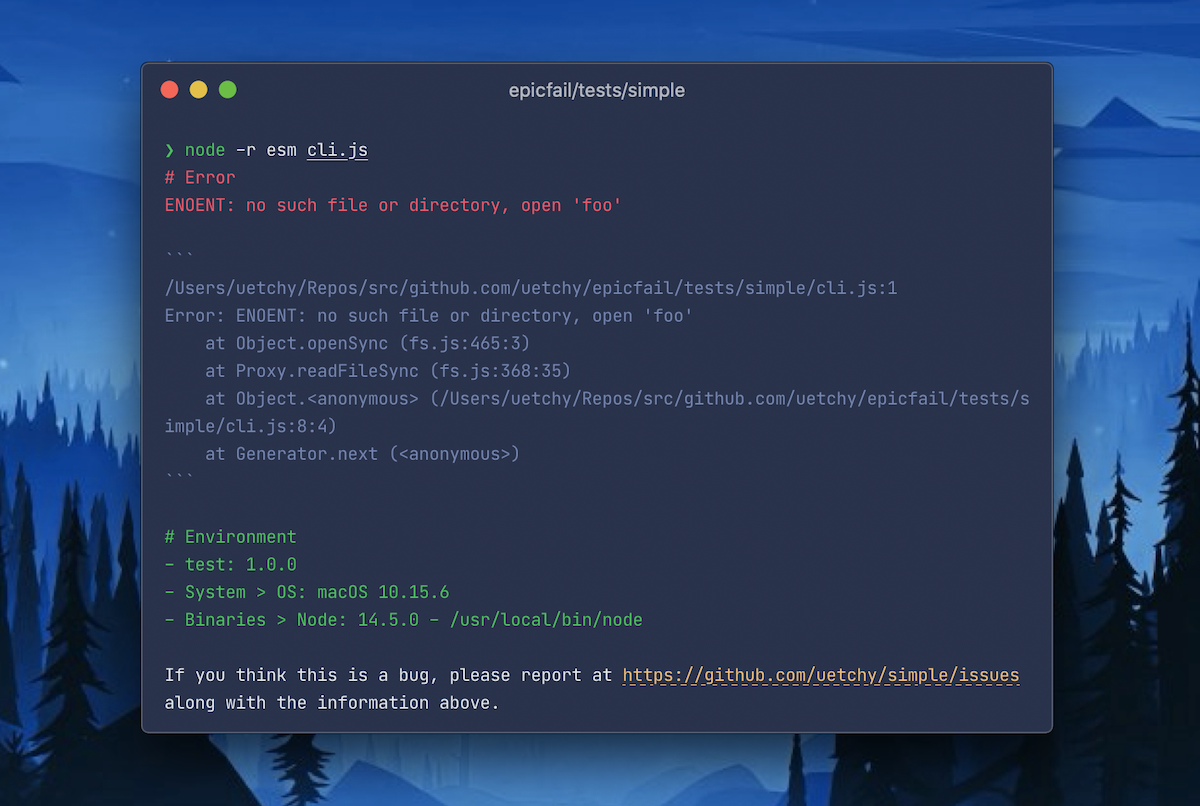 epicfail/tests/simple
❯ node -r esm cli.js
# Error
ENOENT: no such file or directory, open 'foo'
```
/Users/uetchy/Repos/src/github.com/uetchy/epicfail/tests/simple/cli.js:1
Error: ENOENT: no such file or directory, open 'foo'
    at Object.openSync (fs.js:465:3)
    at Proxy.readFileSync (fs.js:368:35)
    at Object.<anonymous> (/Users/uetchy/Repos/src/github.com/uetchy/epicfail/tests/s
imple/cli.js:8:4)
    at Generator.next (<anonymous>)
```
# Environment
- test: 1.0.0
- System > OS: macOS 10.15.6
- Binaries > Node: 14.5.0 - /usr/local/bin/node
If you think this is a bug, please report at https://github.com/uetchy/simple/issues
along with the information above.